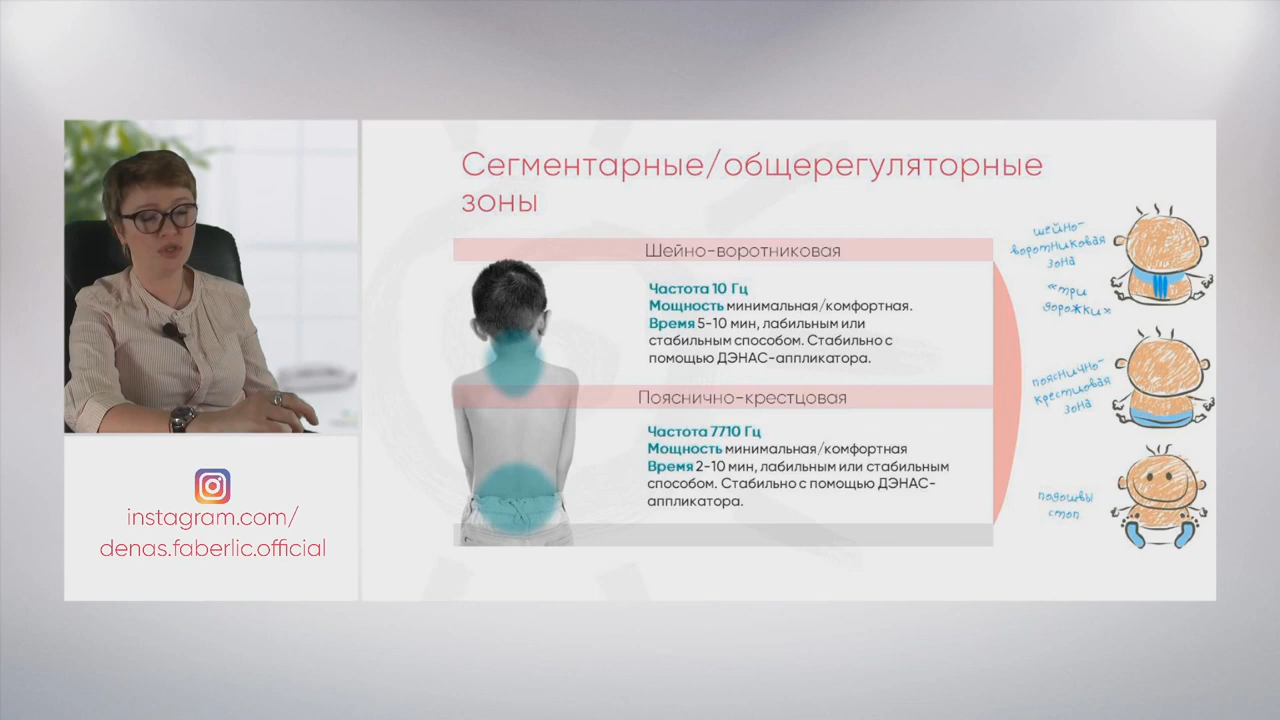 Сегментарные/общерегуляторные
зоны
Шейно-воротниковая
Частота 10 Гц
Мощность минимальная/комфортная.
Время 5-10 мин, лабильным или
стабильным способом. Стабильно с
помощью ДЭНАС-аппликатора.
Пояснично-крестцовая
Частота 7710 Гц
Мощность минимальная/комфортная
Время 2-10 мин, лабильным или стабильным
способом. Стабильно с помощью ДЭНАС-
аппликатора.
шейно-
воротниковая
зона
«три
дорожки»
пояснично-
крестцовая
зона
подошвы
стоп
instagram.com/
denas.faberlic.official